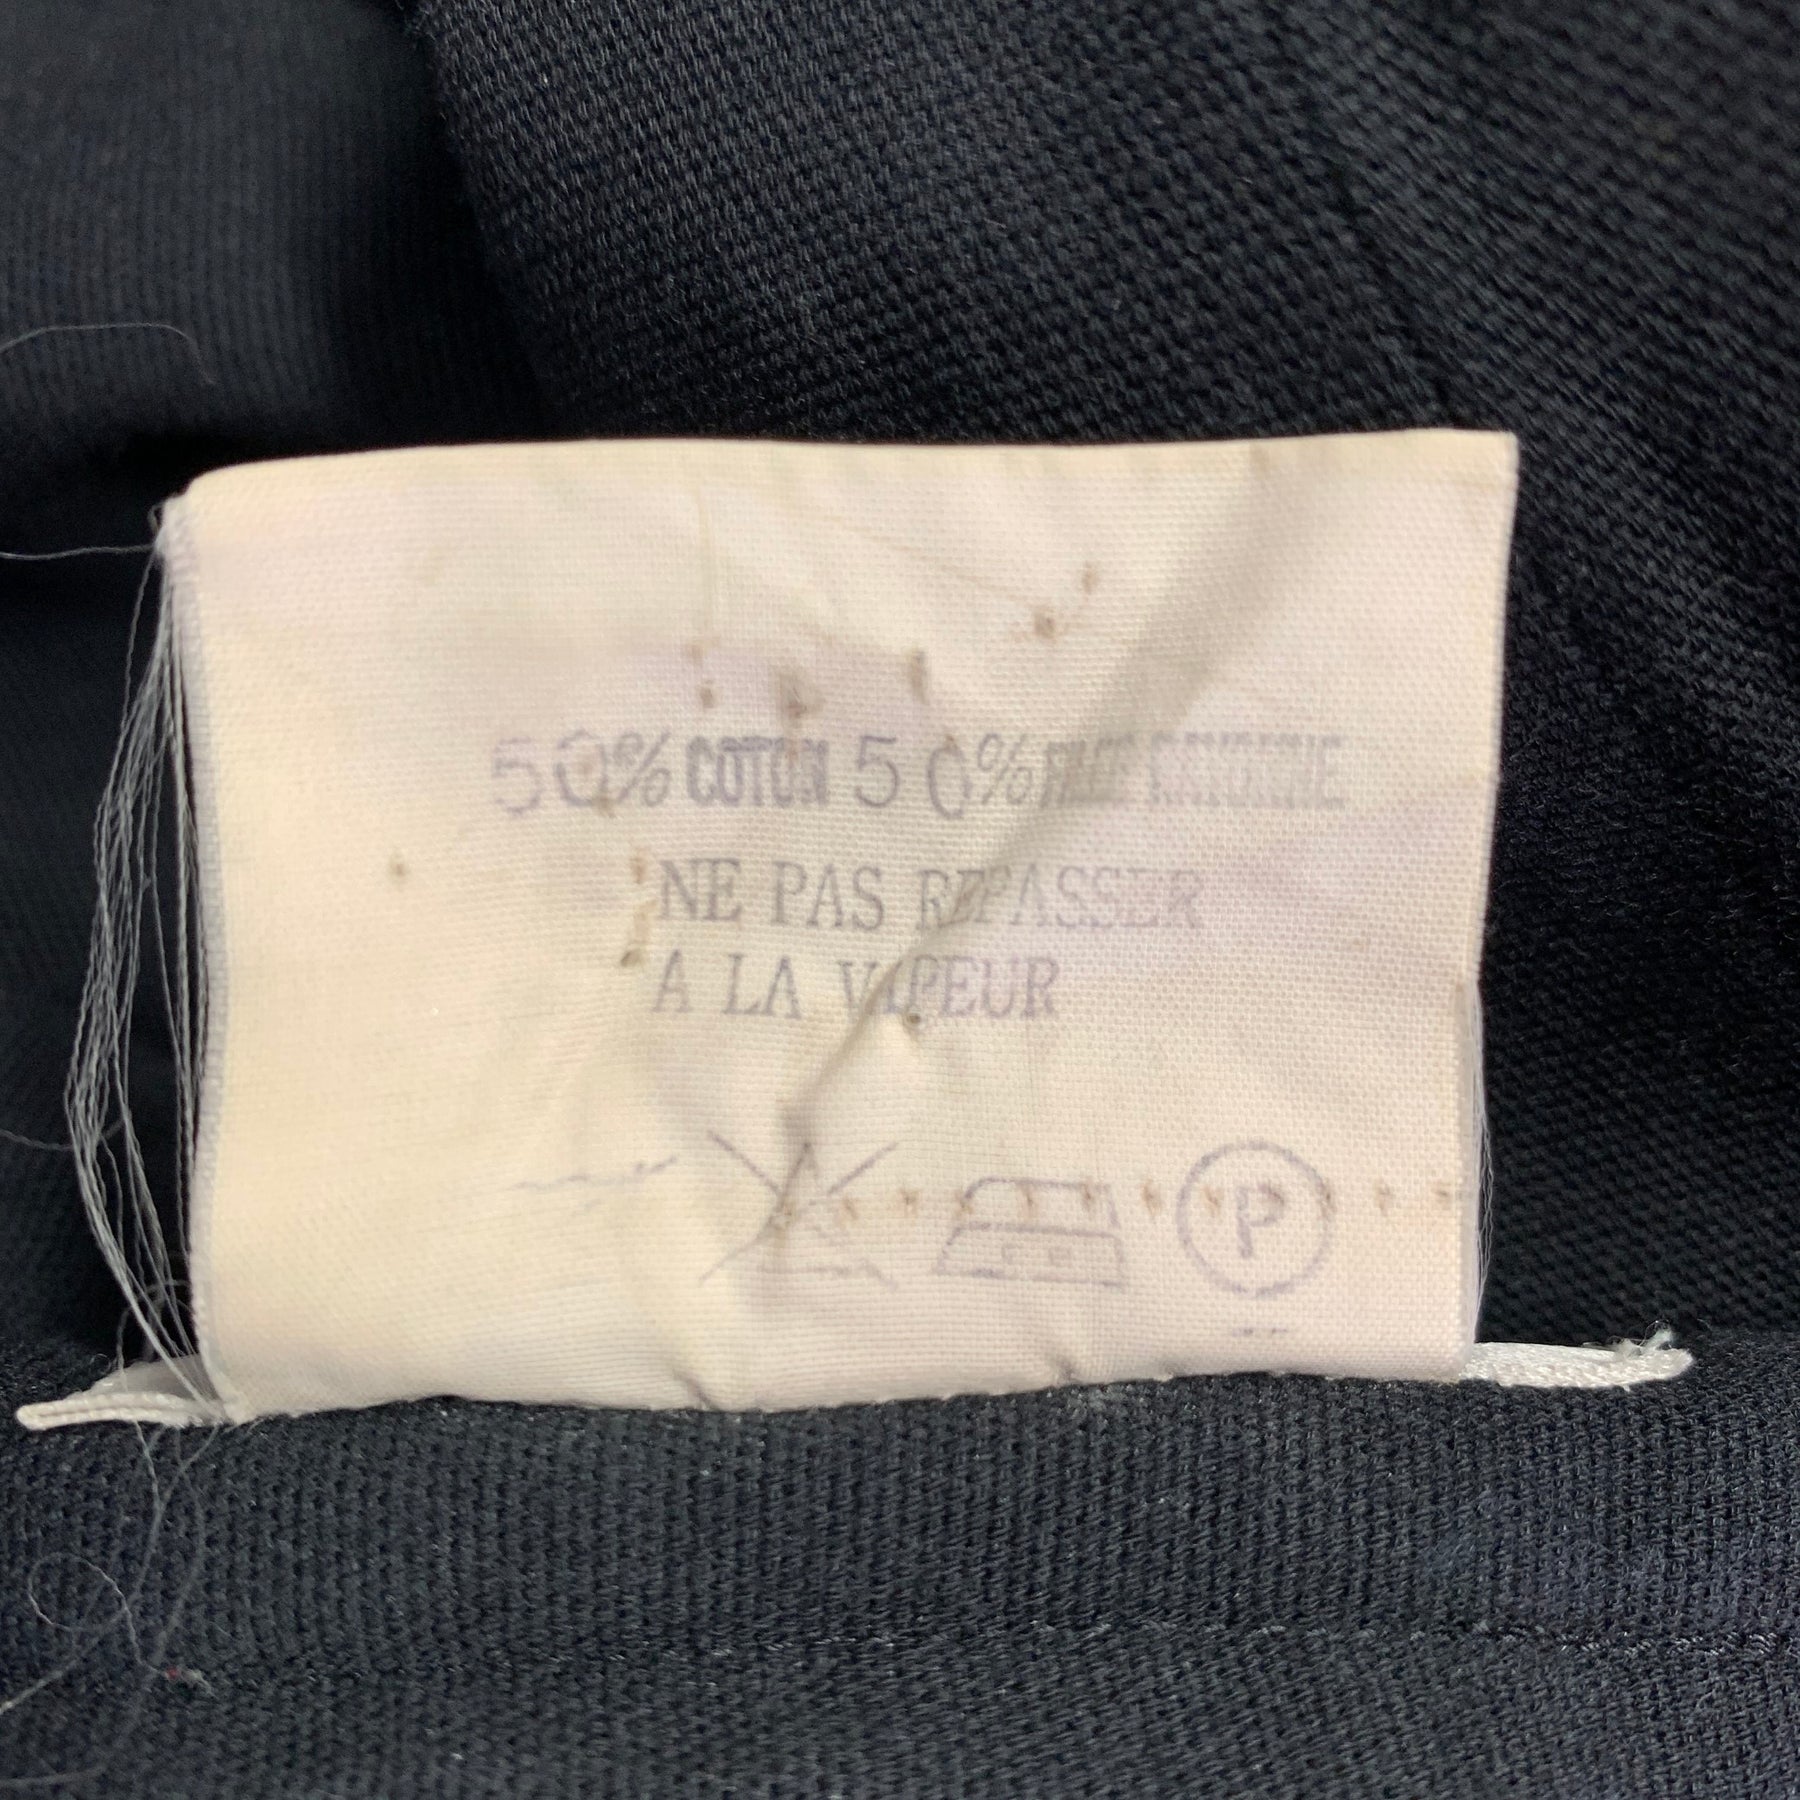 50% COTON 50%
NE PAS REPASSER
A LA VAPEUR
P